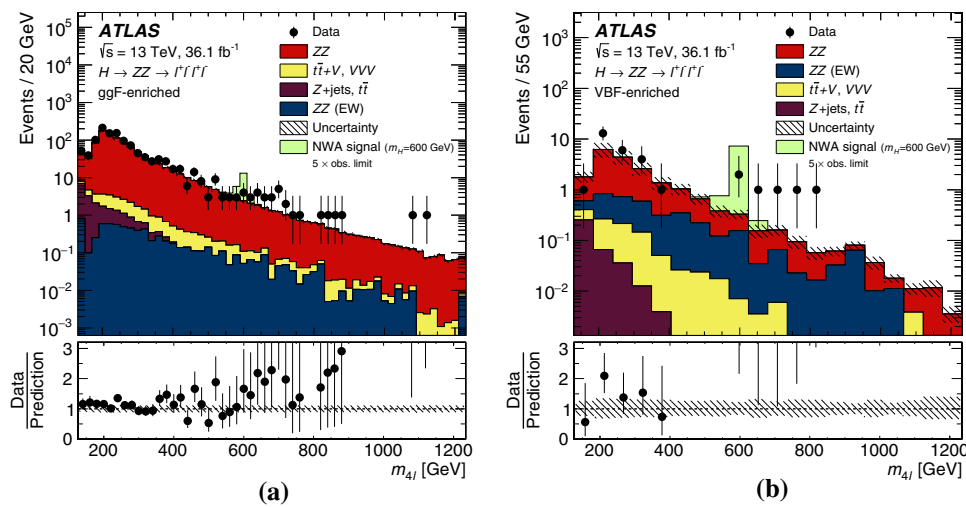 ATLAS
√s = 13 TeV, 36.1 fb⁻¹
H → ZZ → l⁺l⁻l⁺l⁻
ggF-enriched
Data
ZZ
tt̄+V, VVV
Z+jets, tt̄
ZZ (EW)
Uncertainty
NWA signal (m_H=600 GeV)
5 × obs. limit
Events / 20 GeV
10⁵
10⁴
10³
10²
10
1
10⁻¹
10⁻²
10⁻³
Data
Prediction
3
2
1
0
200 400 600 800 1000 1200
m₄ₗ [GeV]
(a)
ATLAS
√s = 13 TeV, 36.1 fb⁻¹
H → ZZ → l⁺l⁻l⁺l⁻
VBF-enriched
Data
ZZ
ZZ (EW)
tt̄+V, VVV
Z+jets, tt̄
Uncertainty
NWA signal (m_H=600 GeV)
5 × obs. limit
Events / 55 GeV
10³
10²
10
1
10⁻¹
10⁻²
Data
Prediction
3
2
1
0
200 400 600 800 1000 1200
m₄ₗ [GeV]
(b)